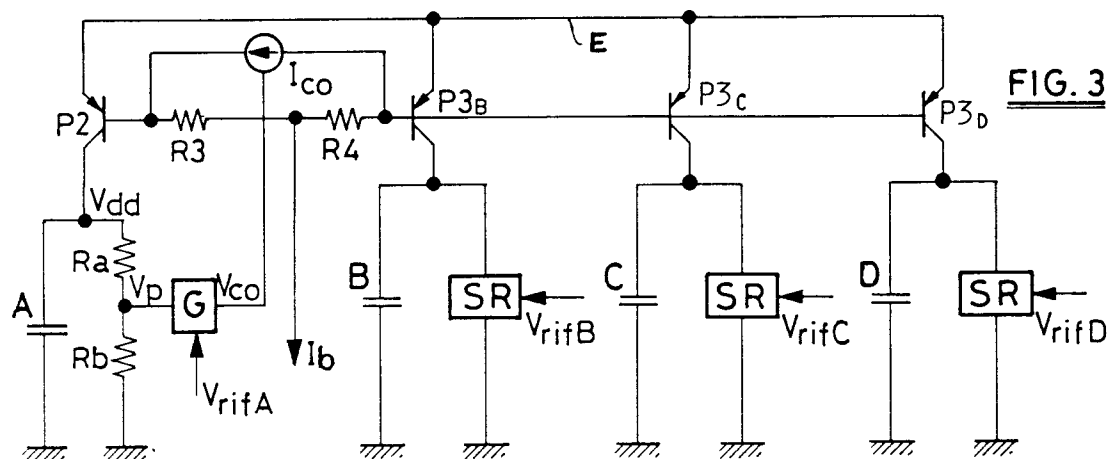 E
FIG. 3
Ico
P2
R3
R4
P3B
P3C
P3D
Vdd
Ra
A
Vp
G
Vco
Rb
VrifA
Ib
B
SR
VrifB
C
SR
VrifC
D
SR
VrifD